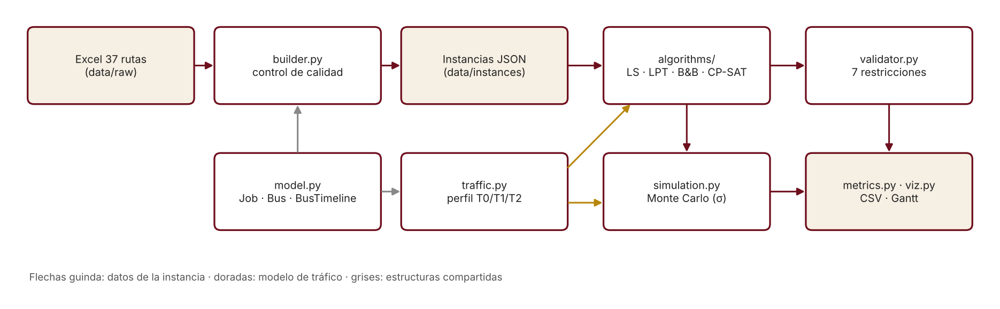 Excel 37 rutas
(data/raw)
builder.py
control de calidad
Instancias JSON
(data/instances)
algorithms/
LS · LPT · B&B · CP-SAT
validator.py
7 restricciones
model.py
Job · Bus · BusTimeline
traffic.py
perfil T0/T1/T2
simulation.py
Monte Carlo (σ)
metrics.py · viz.py
CSV · Gantt
Flechas guinda: datos de la instancia · doradas: modelo de tráfico · grises: estructuras compartidas